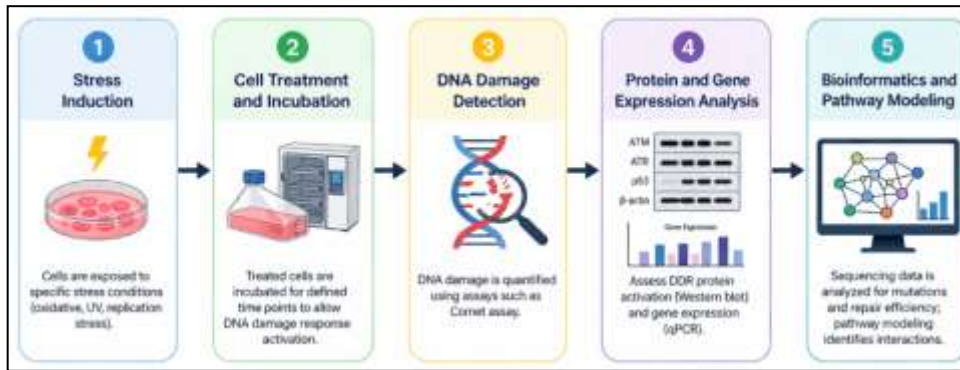 1
Stress
Induction
Cells are exposed to
specific stress conditions
(oxidative, UV, replication
stress).
2
Cell Treatment
and Incubation
Treated cells are
incubated for defined
time points to allow
DNA damage response
activation.
3
DNA Damage
Detection
DNA damage is quantified
using assays such as
Comet assay.
4
Protein and Gene
Expression Analysis
ATM
ATR
p53
β-actin
Gene Expression
Assess DDR protein
activation (Western blot)
and gene expression
(qPCR).
5
Bioinformatics and
Pathway Modeling
Sequencing data is
analyzed for mutations
and repair efficiency;
pathway modeling
identifies interactions.